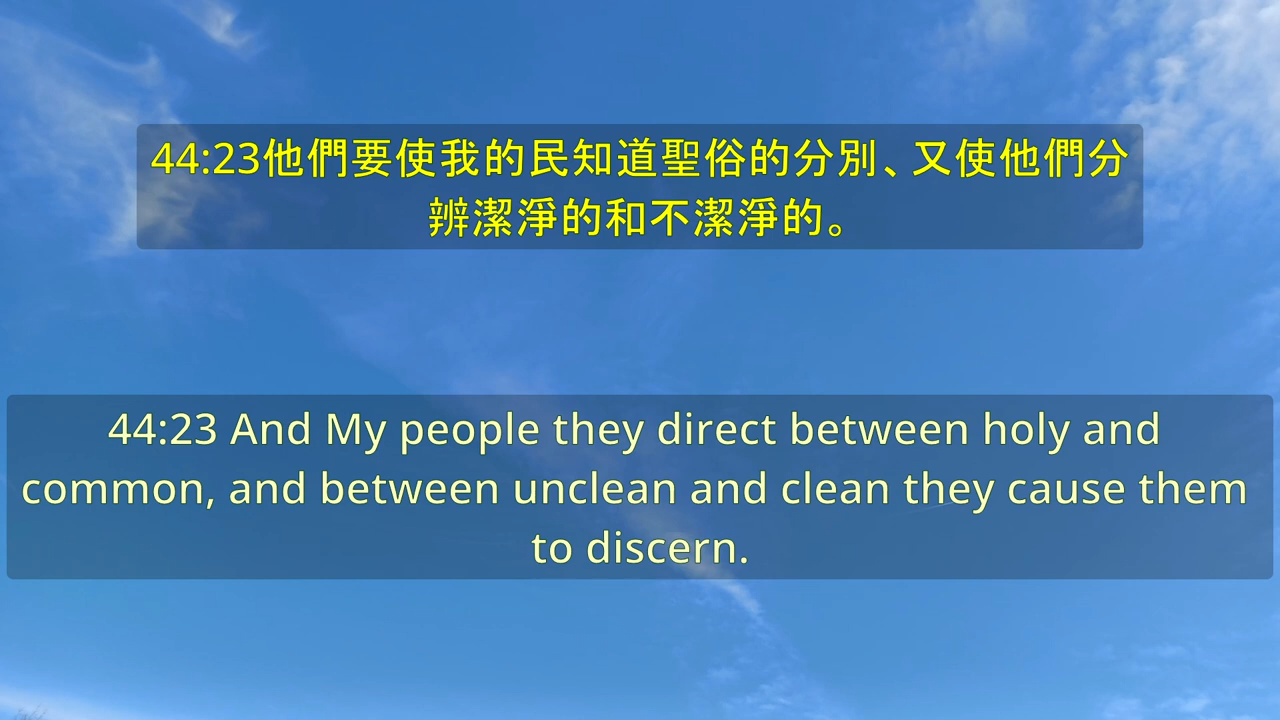 44:23他們要使我的民知道聖俗的分別、又使他們分
辨潔淨的和不潔淨的。
44:23 And My people they direct between holy and
common, and between unclean and clean they cause them
to discern.